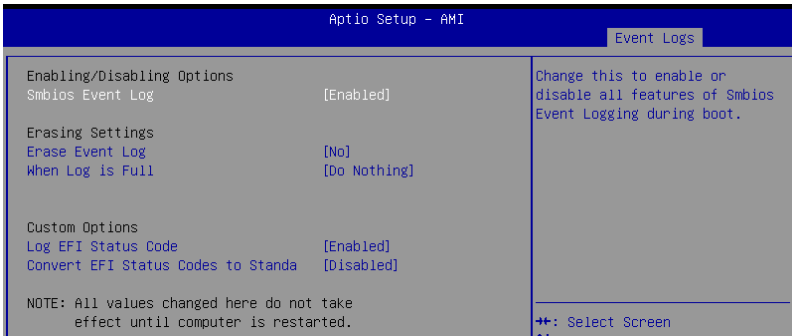 Aptio Setup – AMI
Event Logs
Enabling/Disabling Options
Smbios Event Log [Enabled]
Erasing Settings
Erase Event Log [No]
When Log is Full [Do Nothing]
Custom Options
Log EFI Status Code [Enabled]
Convert EFI Status Codes to Standa [Disabled]
NOTE: All values changed here do not take
effect until computer is restarted.
Change this to enable or
disable all features of Smbios
Event Logging during boot.
→←: Select Screen